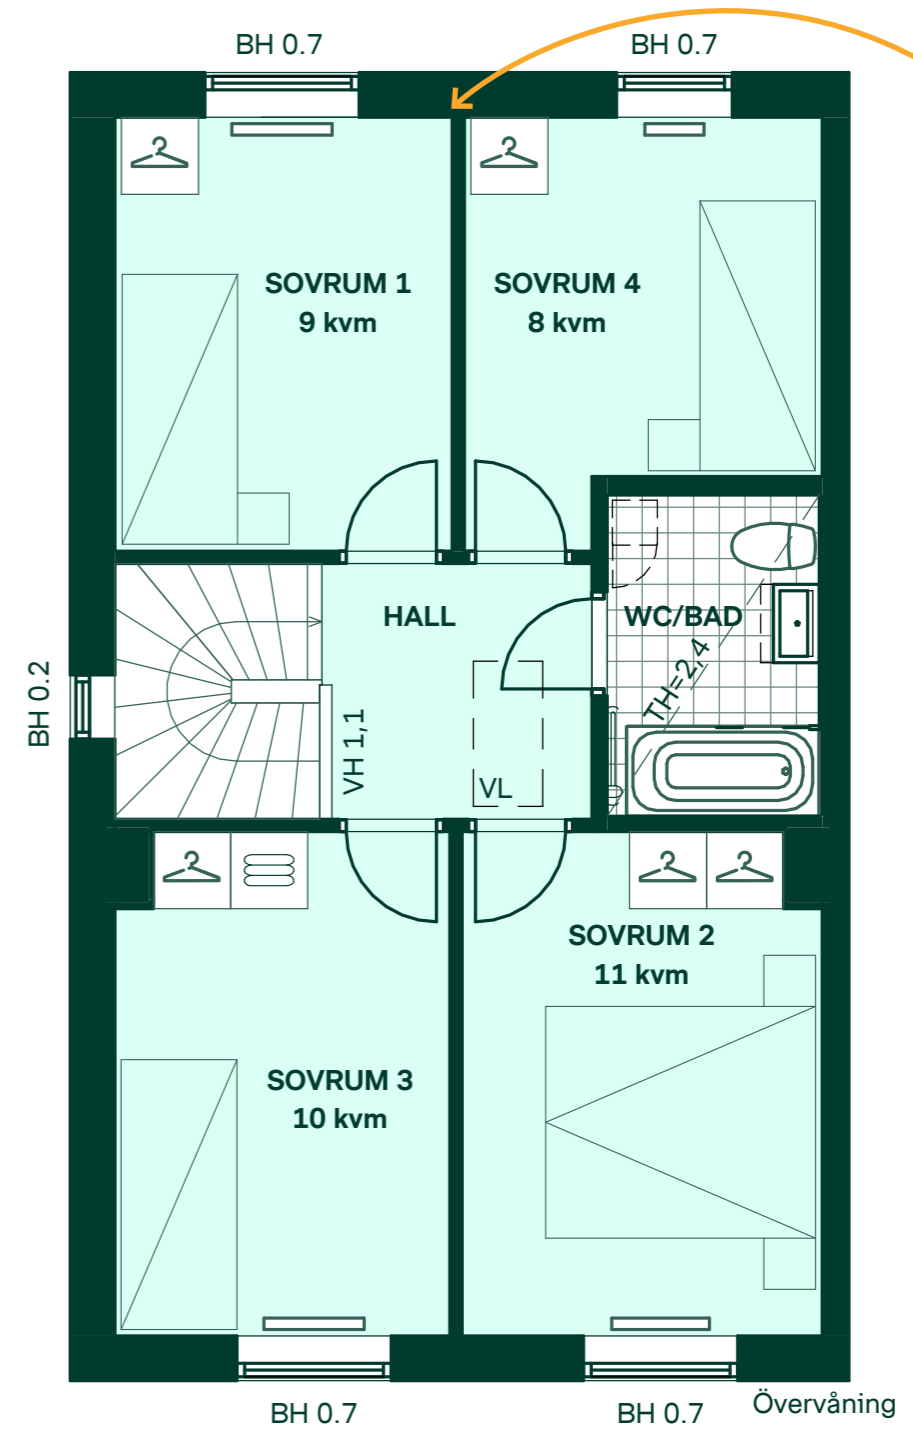 BH 0.7
BH 0.7
SOVRUM 1
9 kvm
SOVRUM 4
8 kvm
HALL
WC/BAD
TH=2,4
BH 0.2
VH 1,1
VL
SOVRUM 2
11 kvm
SOVRUM 3
10 kvm
BH 0.7
BH 0.7
Övervåning